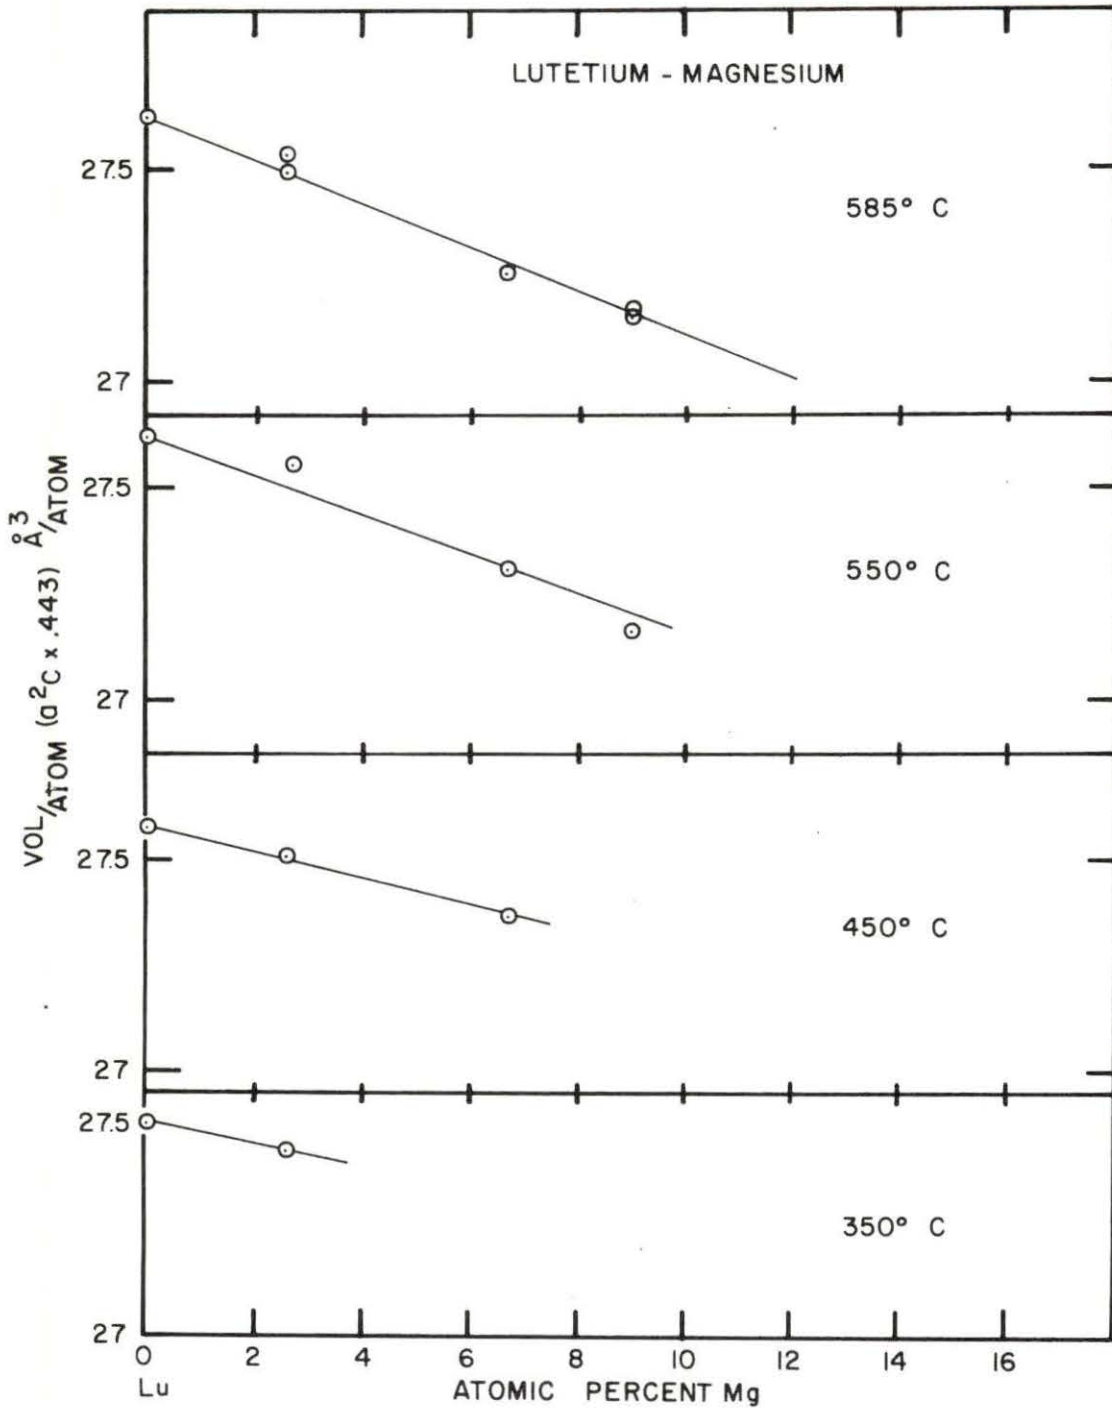 LUTETIUM - MAGNESIUM
27.5
585° C
27
27.5
550° C
27
VOL/ATOM (a²C x .443) Å³/ATOM
27.5
450° C
27
27.5
350° C
27
0 2 4 6 8 10 12 14 16
Lu ATOMIC PERCENT Mg